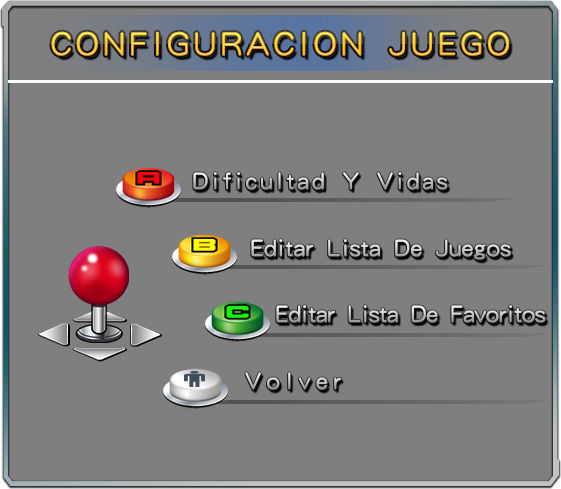 CONFIGURACION JUEGO
A Dificultad Y Vidas
B Editar Lista De Juegos
C Editar Lista De Favoritos
Volver